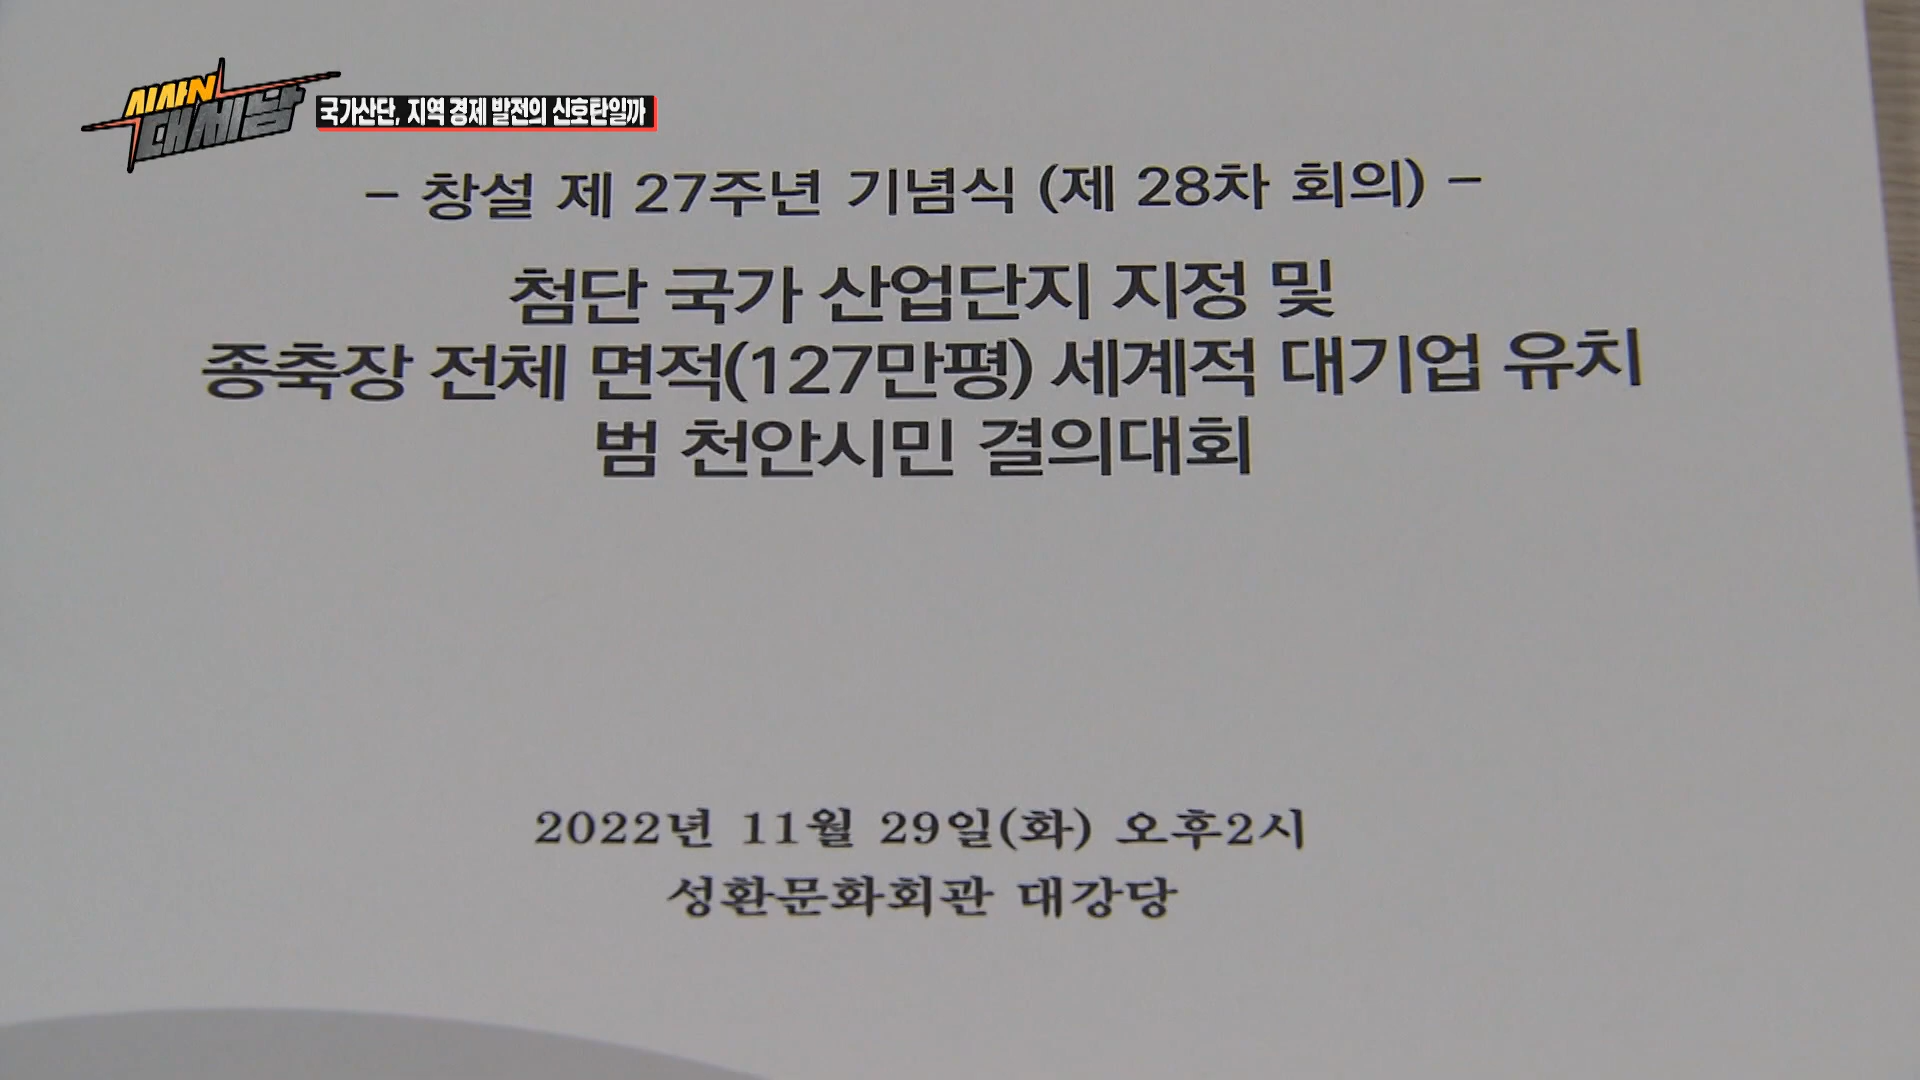 시사N
대세남
국가산단, 지역 경제 발전의 신호탄일까
- 창설 제 27주년 기념식 (제 28차 회의) -
첨단 국가 산업단지 지정 및
종축장 전체 면적(127만평) 세계적 대기업 유치
범 천안시민 결의대회
2022년 11월 29일(화) 오후2시
성환문화회관 대강당